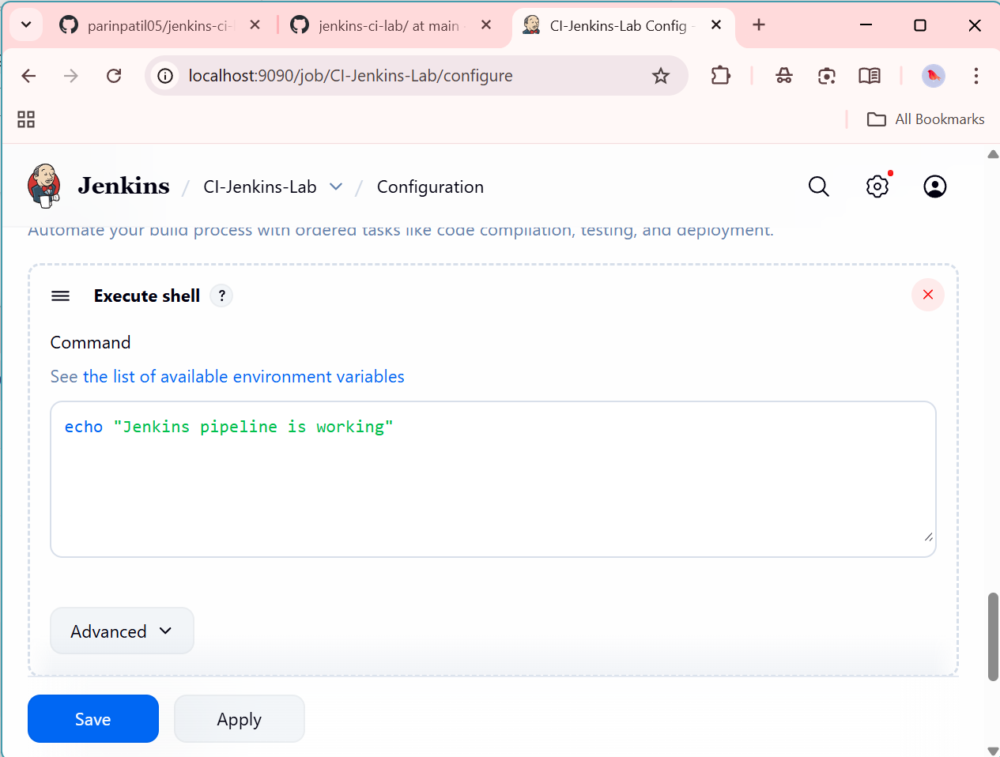 parinpatil05/jenkins-ci-
jenkins-ci-lab/ at main
CI-Jenkins-Lab Config -
localhost:9090/job/CI-Jenkins-Lab/configure
All Bookmarks
Jenkins / CI-Jenkins-Lab / Configuration
Automate your build process with ordered tasks like code compilation, testing, and deployment.
Execute shell ?
Command
See the list of available environment variables
echo "Jenkins pipeline is working"
Advanced
Save Apply